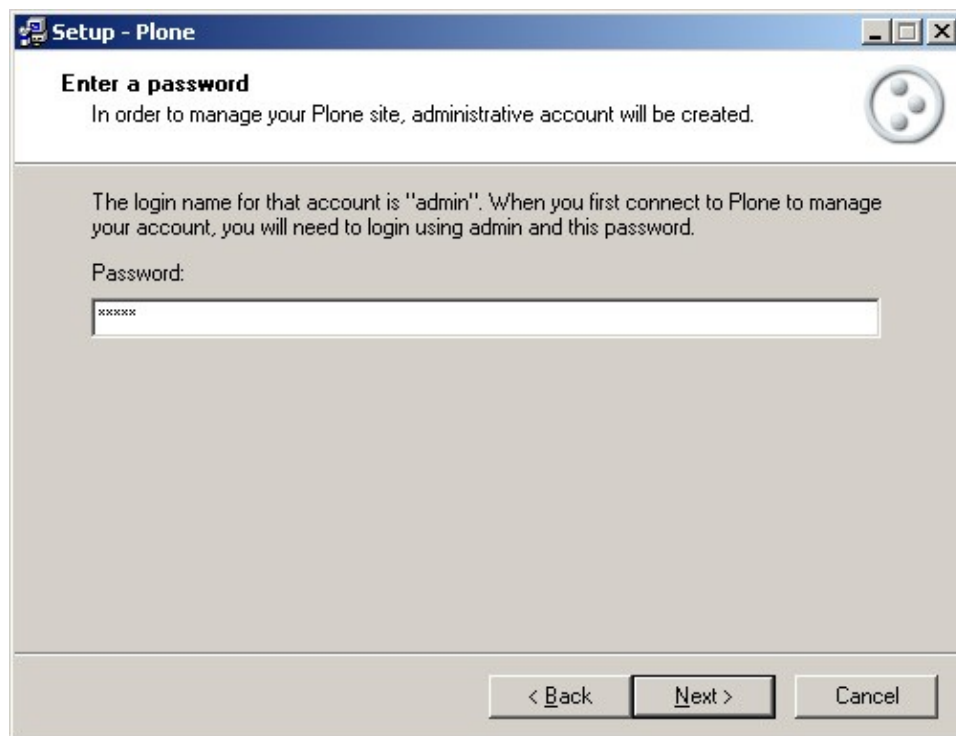 Setup - Plone
Enter a password
In order to manage your Plone site, administrative account will be created.
The login name for that account is "admin". When you first connect to Plone to manage
your account, you will need to login using admin and this password.
Password:
xxxxx
< Back
Next >
Cancel